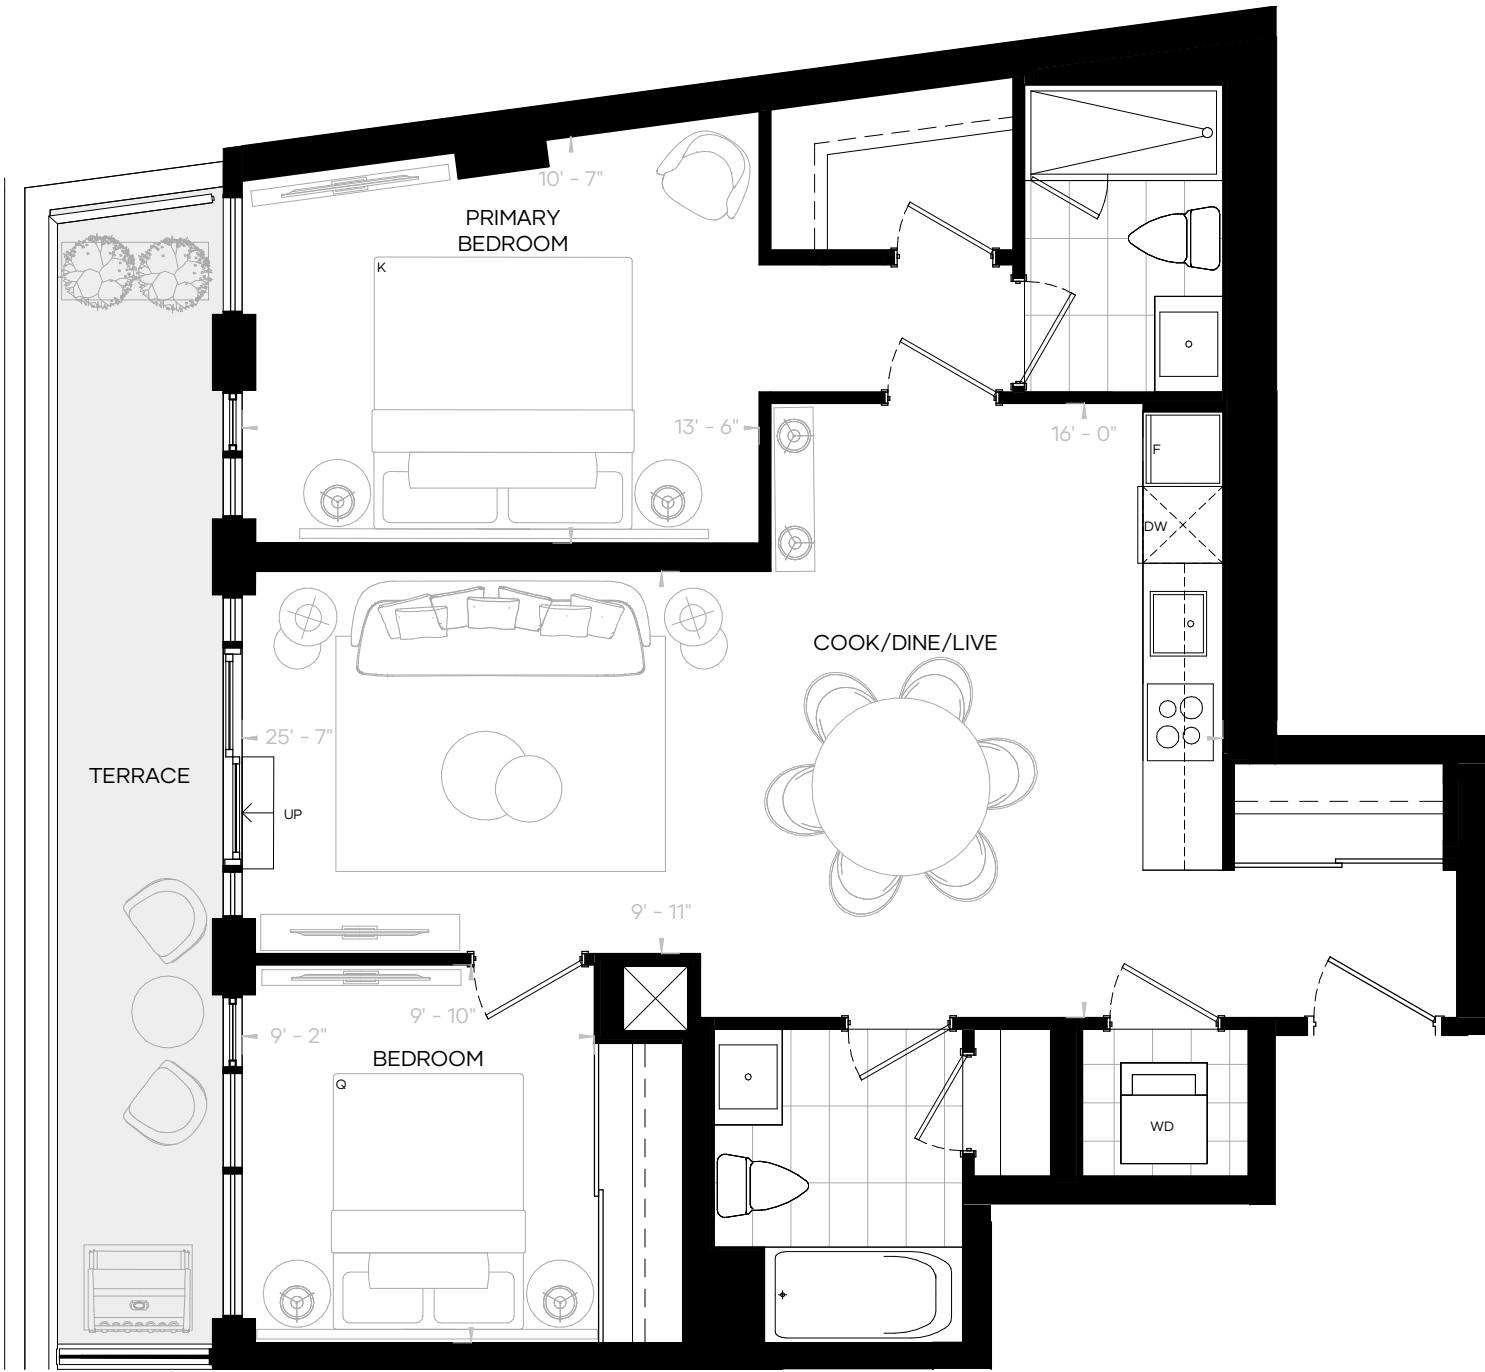 10' - 7"
PRIMARY
BEDROOM
K
13' - 6"
16' - 0"
F
DW
COOK/DINE/LIVE
25' - 7"
TERRACE
UP
9' - 11"
9' - 10"
9' - 2"
BEDROOM
Q
WD